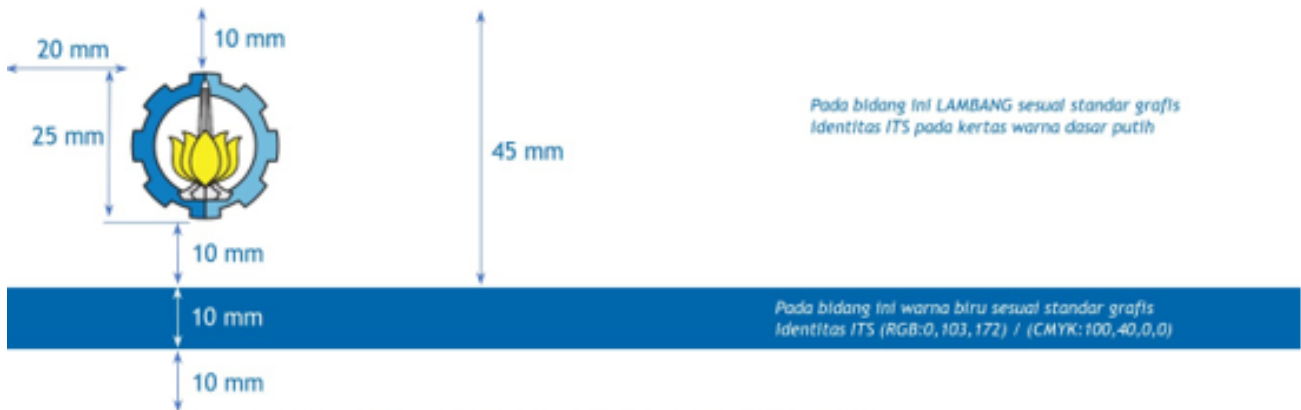 10 mm
20 mm
25 mm
45 mm
Pada bidang ini LAMBANG sesuai standar grafis
Identitas ITS pada kertas warna dasar putih
10 mm
10 mm
Pada bidang ini warna biru sesuai standar grafis
Identitas ITS (RGB:0,103,172) / (CMYK:100,40,0,0)
10 mm